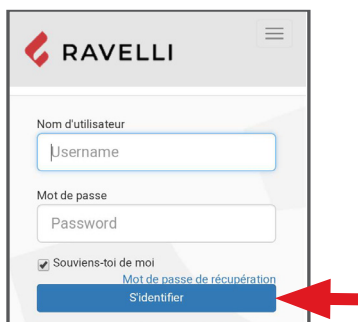 RAVELLI
Nom d'utilisateur
Username
Mot de passe
Password
Souviens-toi de moi
Mot de passe de récupération
S'identifier